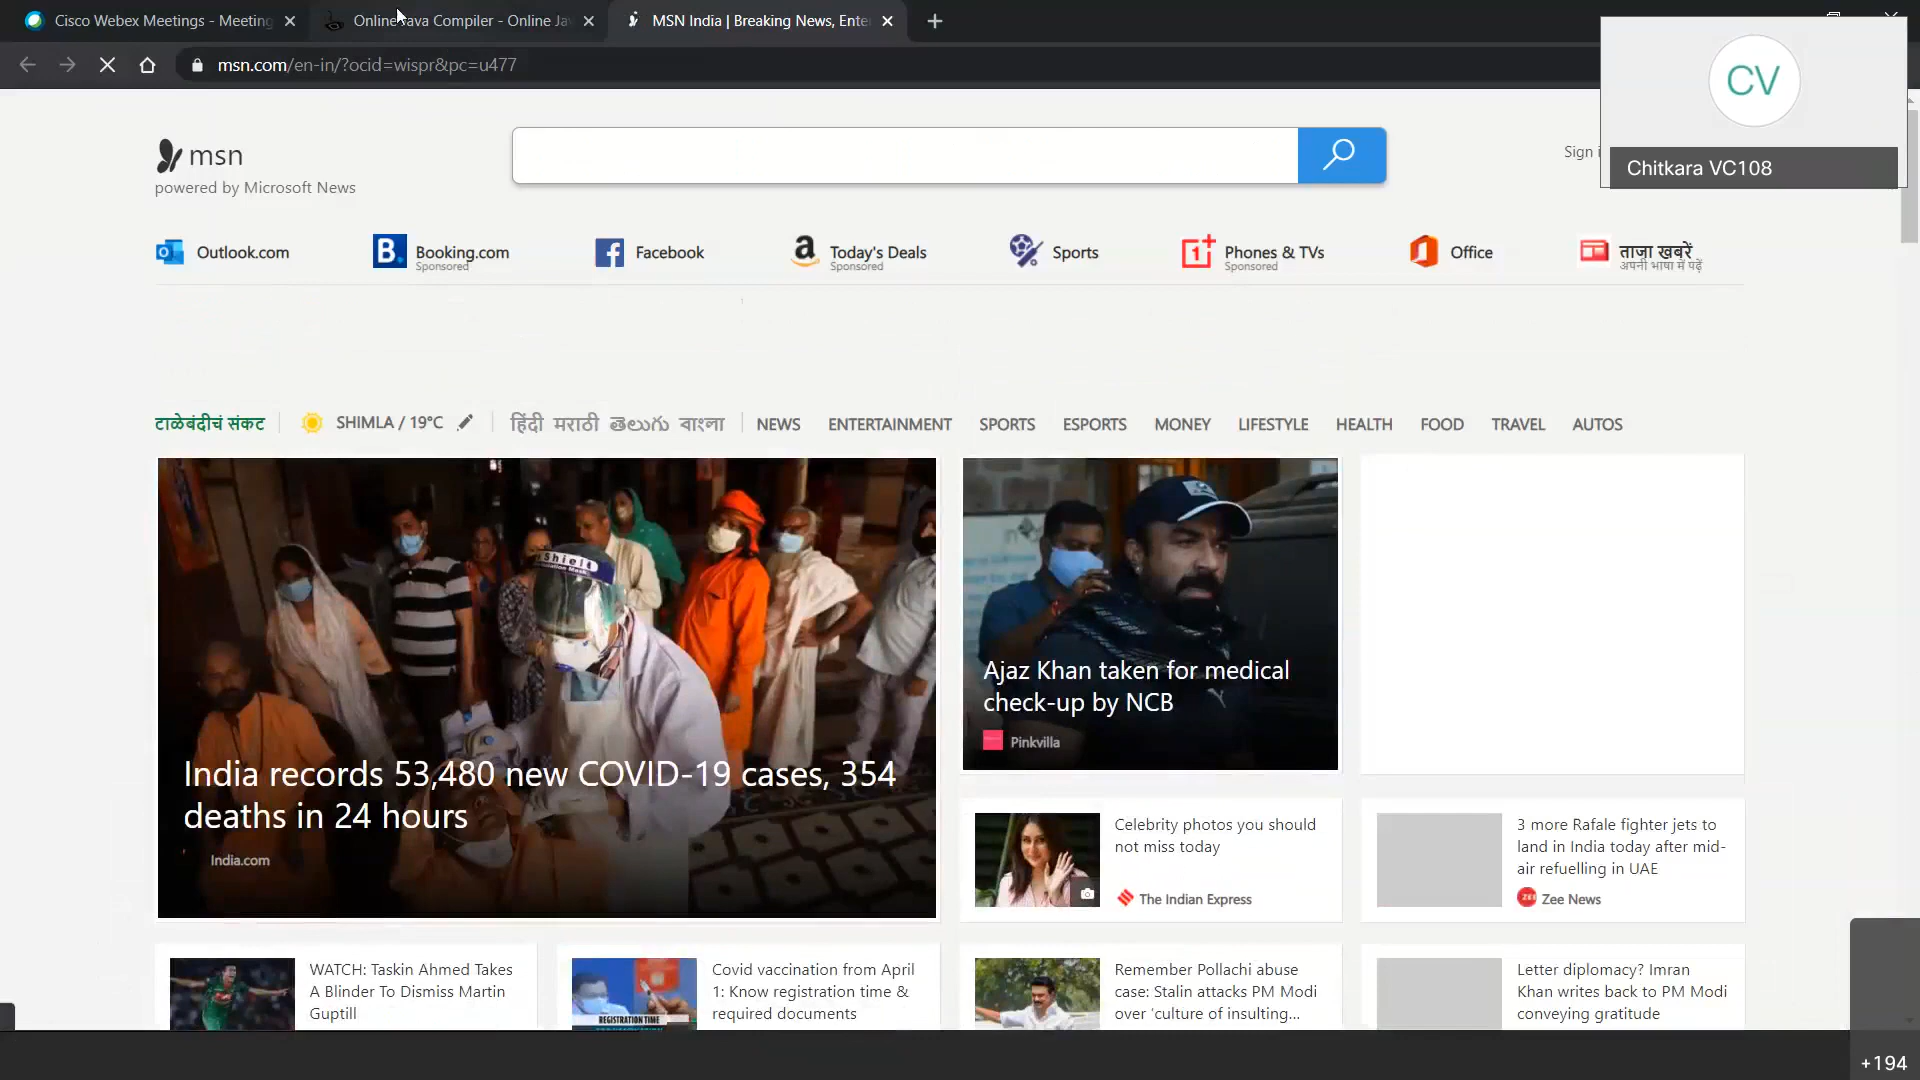 Cisco Webex Meetings - Meeting
Online Java Compiler - Online Ja
MSN India | Breaking News, Ente
msn.com/en-in/?ocid=wispr&pc=u477
CV
Chitkara VC108
msn
powered by Microsoft News
Sign i
Outlook.com
Booking.com
Sponsored
Facebook
Today's Deals
Sponsored
Sports
Phones & TVs
Sponsored
Office
ताज़ा खबरें
अपनी भाषा में पढ़ें
टाळेबंदीचं संकट
SHIMLA / 19°C
हिंदी मराठी తెలుగు বাংলা
NEWS ENTERTAINMENT SPORTS ESPORTS MONEY LIFESTYLE HEALTH FOOD TRAVEL AUTOS
Shield
India records 53,480 new COVID-19 cases, 354
deaths in 24 hours
India.com
Ajaz Khan taken for medical
check-up by NCB
Pinkvilla
Celebrity photos you should
not miss today
The Indian Express
3 more Rafale fighter jets to
land in India today after mid-
air refuelling in UAE
Zee News
WATCH: Taskin Ahmed Takes
A Blinder To Dismiss Martin
Guptill
REGISTRATION TIME
Covid vaccination from April
1: Know registration time &
required documents
Remember Pollachi abuse
case: Stalin attacks PM Modi
over ‘culture of insulting...
Letter diplomacy? Imran
Khan writes back to PM Modi
conveying gratitude
+194